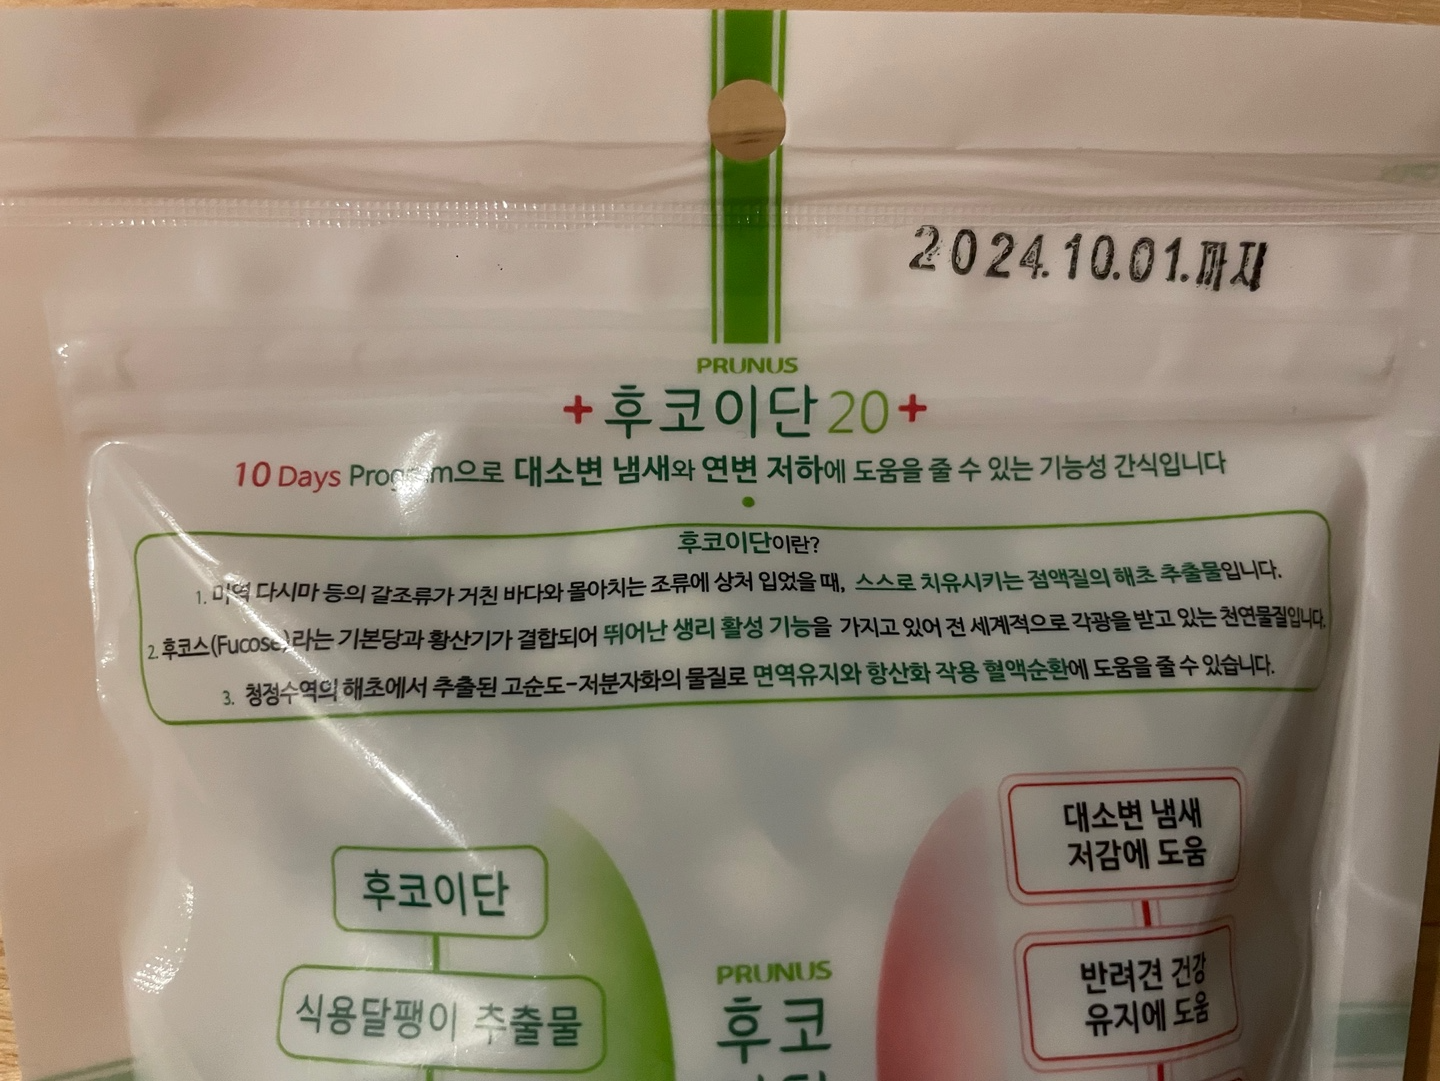 2024.10.01.까지
PRUNUS
+후코이단20+
10 Days Program으로 대소변 냄새와 연변 저하에 도움을 줄 수 있는 기능성 간식입니다
후코이단이란?
1. 미역 다시마 등의 갈조류가 거친 바다와 몰아치는 조류에 상처 입었을 때, 스스로 치유시키는 점액질의 해초 추출물입니다.
2. 후코스(Fucose)라는 기본당과 황산기가 결합되어 뛰어난 생리 활성 기능을 가지고 있어 전 세계적으로 각광을 받고 있는 천연물질입니다.
3. 청정수역의 해초에서 추출된 고순도-저분자화의 물질로 면역유지와 항산화 작용 혈액순환에 도움을 줄 수 있습니다.
후코이단
식용달팽이 추출물
PRUNUS
후코
대소변 냄새
저감에 도움
반려견 건강
유지에 도움